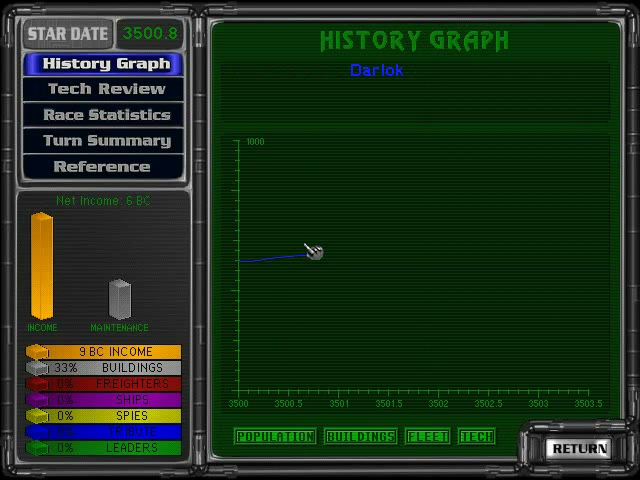 STAR DATE 3500.8
History Graph
Tech Review
Race Statistics
Turn Summary
Reference
Net Income: 6 BC
INCOME MAINTENANCE
9 BC INCOME
33% BUILDINGS
0% FREIGHTERS
0% SHIPS
0% SPIES
0% TRIBUTE
0% LEADERS
HISTORY GRAPH
Darlok
1000
3500 3500.5 3501 3501.5 3502 3502.5 3503 3503.5
POPULATION BUILDINGS FLEET TECH
RETURN